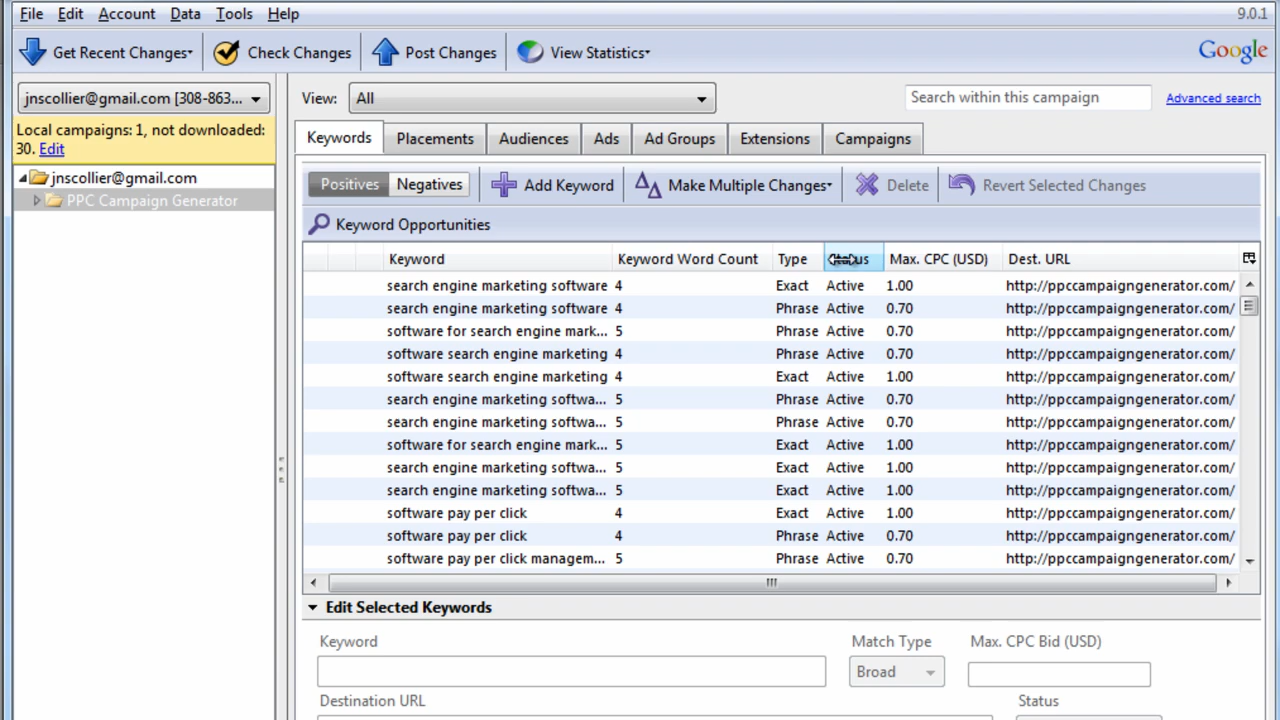 File Edit Account Data Tools Help 9.0.1
Get Recent Changes Check Changes Post Changes View Statistics Google
jnscollier@gmail.com [308-863... View: All Search within this campaign Advanced search
Local campaigns: 1, not downloaded:
30. Edit
Keywords Placements Audiences Ads Ad Groups Extensions Campaigns
jnscollier@gmail.com
PPC Campaign Generator
Positives Negatives Add Keyword Make Multiple Changes Delete Revert Selected Changes
Keyword Opportunities
Keyword Keyword Word Count Type Max. CPC (USD) Dest. URL
search engine marketing software 4 Exact Active 1.00 http://ppccampaigngenerator.com/
search engine marketing software 4 Phrase Active 0.70 http://ppccampaigngenerator.com/
software for search engine mark... 5 Phrase Active 0.70 http://ppccampaigngenerator.com/
software search engine marketing 4 Phrase Active 0.70 http://ppccampaigngenerator.com/
software search engine marketing 4 Exact Active 1.00 http://ppccampaigngenerator.com/
search engine marketing softwa... 5 Phrase Active 0.70 http://ppccampaigngenerator.com/
search engine marketing softwa... 5 Phrase Active 0.70 http://ppccampaigngenerator.com/
software for search engine mark... 5 Exact Active 1.00 http://ppccampaigngenerator.com/
search engine marketing softwa... 5 Exact Active 1.00 http://ppccampaigngenerator.com/
search engine marketing softwa... 5 Exact Active 1.00 http://ppccampaigngenerator.com/
software pay per click 4 Exact Active 1.00 http://ppccampaigngenerator.com/
software pay per click 4 Phrase Active 0.70 http://ppccampaigngenerator.com/
software pay per click managem... 5 Phrase Active 0.70 http://ppccampaigngenerator.com/
Edit Selected Keywords
Keyword Match Type Max. CPC Bid (USD)
Broad
Destination URL Status